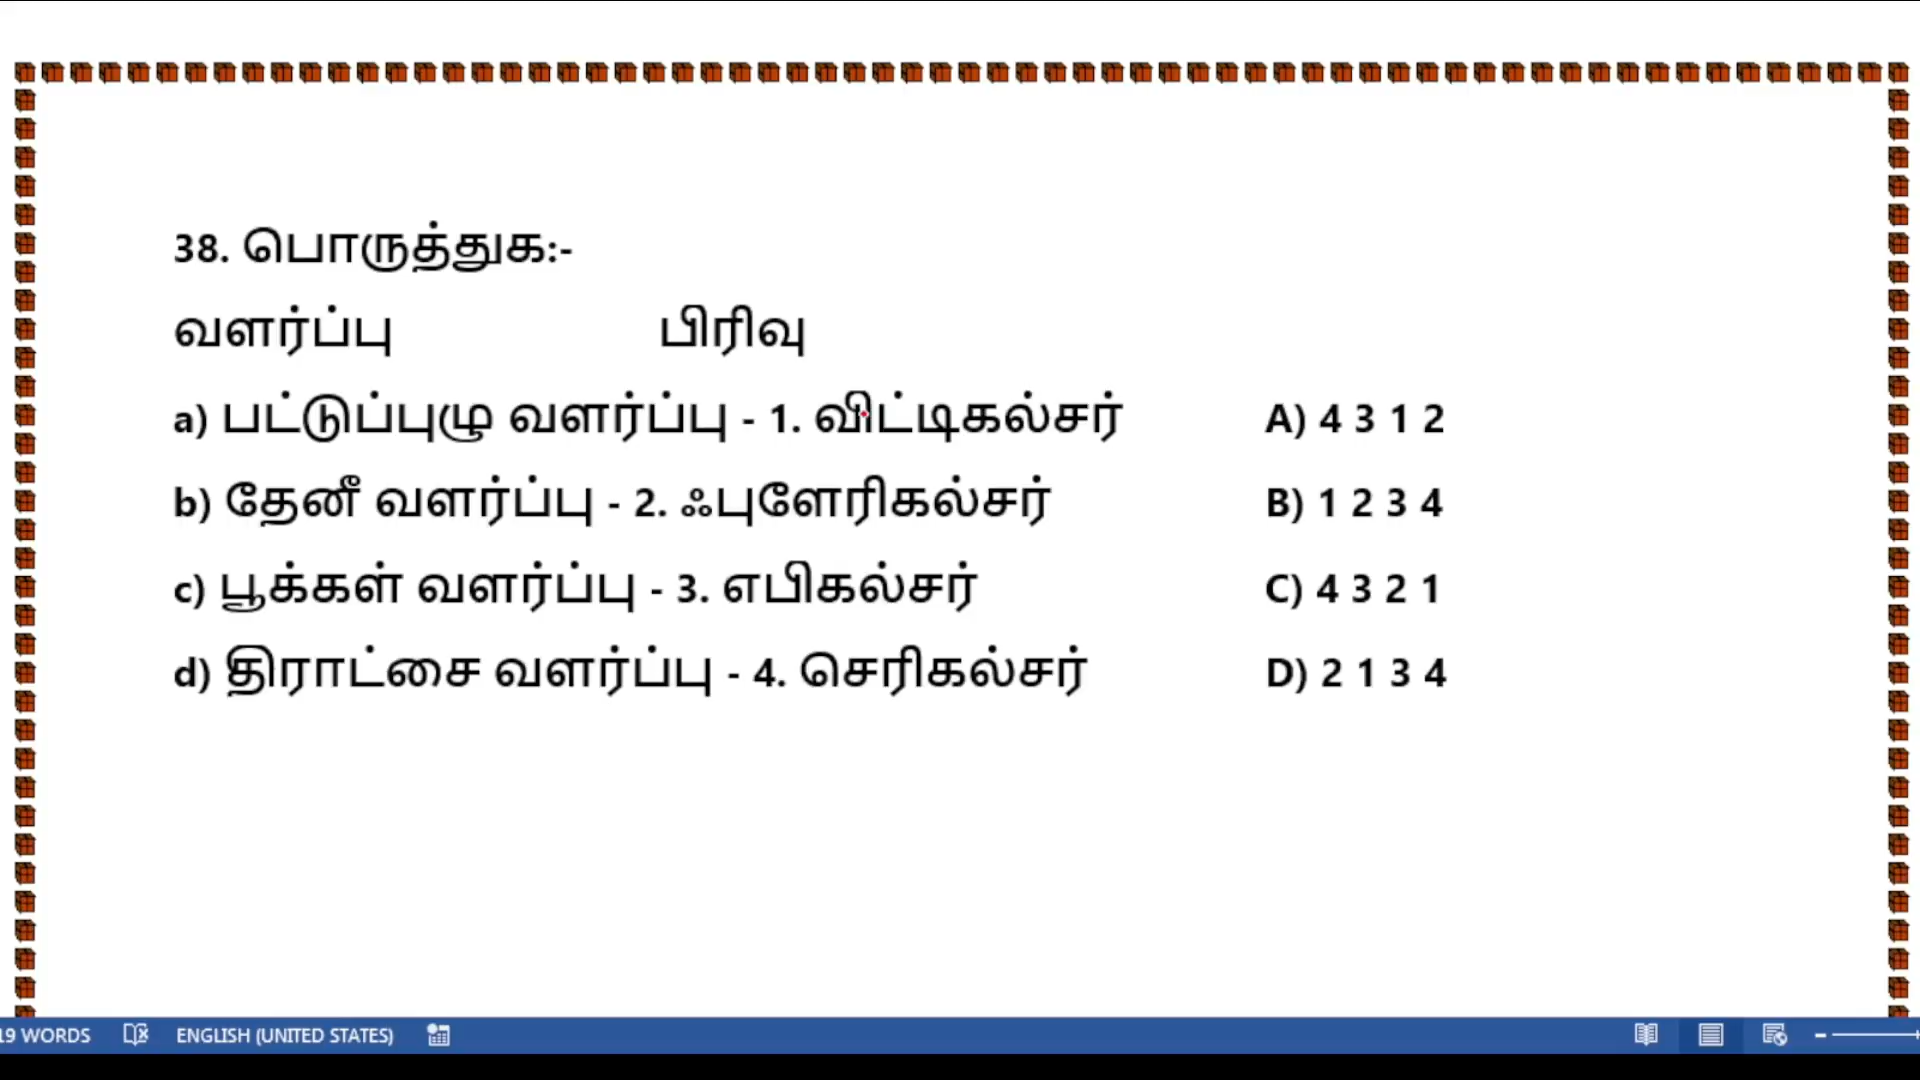 38. பொருத்துக:-
வளர்ப்பு பிரிவு
a) பட்டுப்புழு வளர்ப்பு - 1. விட்டிகல்சர் A) 4 3 1 2
b) தேனீ வளர்ப்பு - 2. ஃபுளேரிகல்சர் B) 1 2 3 4
c) பூக்கள் வளர்ப்பு - 3. எபிகல்சர் C) 4 3 2 1
d) திராட்சை வளர்ப்பு - 4. செரிகல்சர் D) 2 1 3 4
19 WORDS ENGLISH (UNITED STATES)